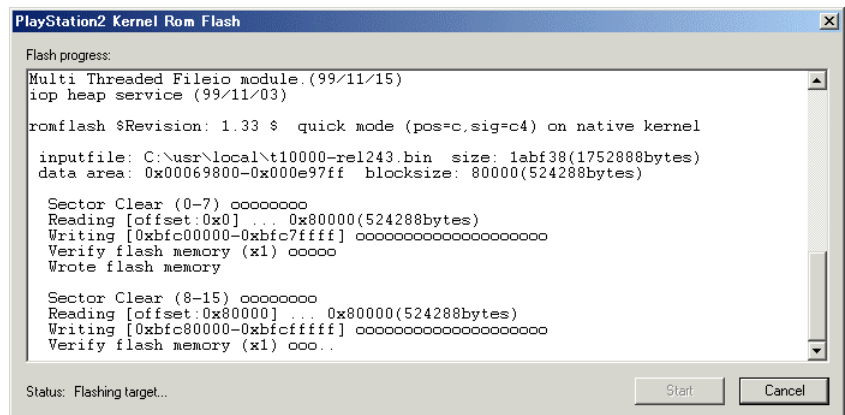 PlayStation2 Kernel Rom Flash
Flash progress:
Multi Threaded Fileio module.(99/11/15)
iop heap service (99/11/03)
romflash $Revision: 1.33 $ quick mode (pos=c,sig=c4) on native kernel
inputfile: C:\usr\local\t10000-rel243.bin size: 1abf38(1752888bytes)
data area: 0x00069800-0x000e97ff blocksize: 80000(524288bytes)
Sector Clear (0-7) oooooooo
Reading [offset:0x0] ... 0x80000(524288bytes)
Writing [0xbfc00000-0xbfc7ffff] oooooooooooooooooooo
Verify flash memory (x1) ooooo
Wrote flash memory
Sector Clear (8-15) oooooooo
Reading [offset:0x80000] ... 0x80000(524288bytes)
Writing [0xbfc80000-0xbfcfffff] oooooooooooooooooooo
Verify flash memory (x1) ooo..
Status: Flashing target...
Start
Cancel